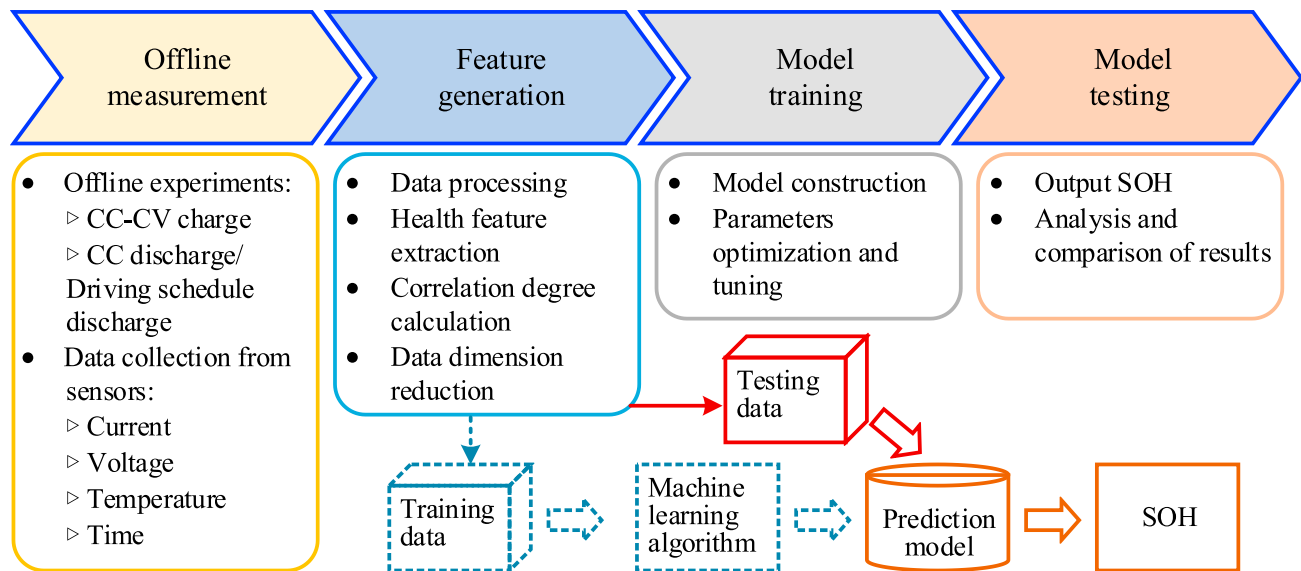 Offline
measurement
Feature
generation
Model
training
Model
testing
● Offline experiments:
▷ CC-CV charge
▷ CC discharge/
Driving schedule
discharge
● Data collection from
sensors:
▷ Current
▷ Voltage
▷ Temperature
▷ Time
● Data processing
● Health feature
extraction
● Correlation degree
calculation
● Data dimension
reduction
● Model construction
● Parameters
optimization and
tuning
● Output SOH
● Analysis and
comparison of results
Testing
data
Training
data
Machine
learning
algorithm
Prediction
model
SOH